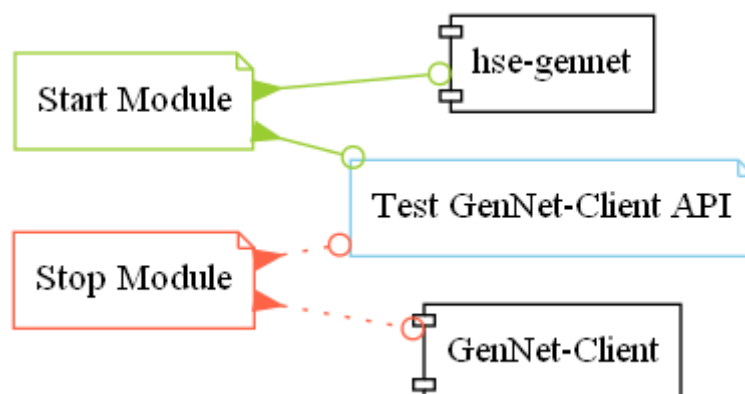 hse-gennet
Start Module
Test GenNet-Client API
Stop Module
GenNet-Client